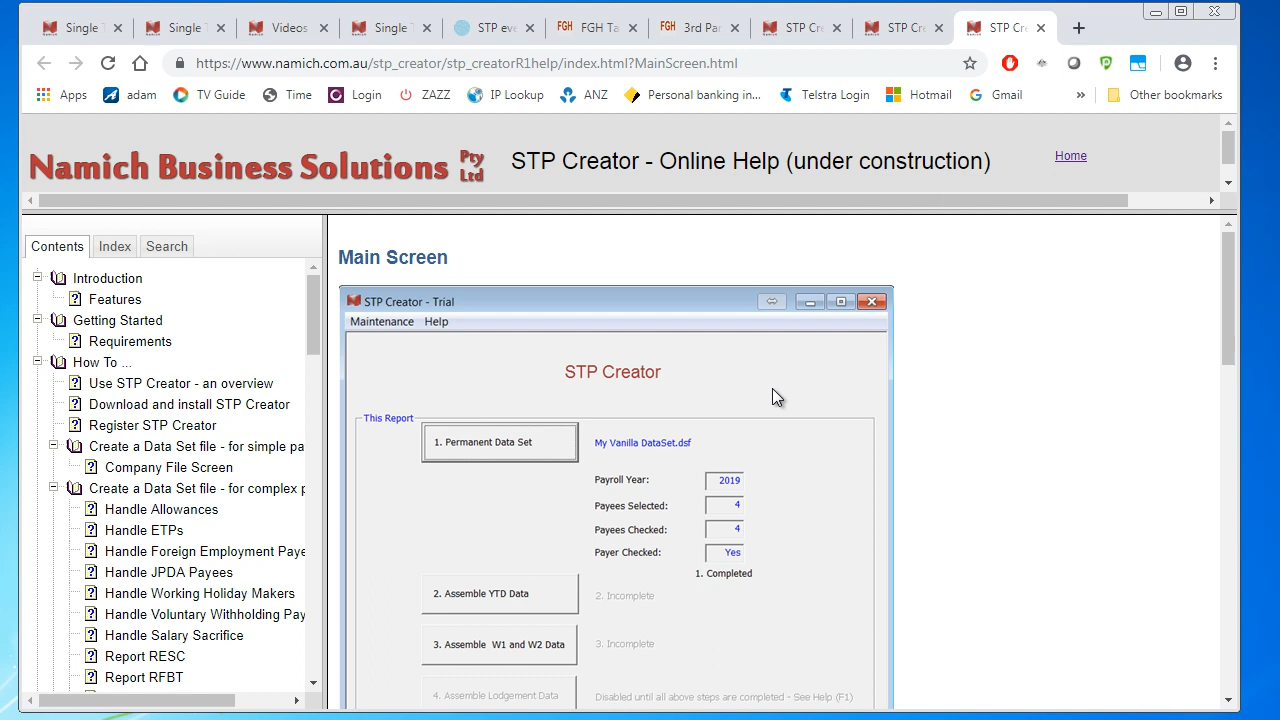 Single
Single
Videos
Single
STP eve
FGH
FGH Ta
FGH
3rd Par
STP Cre
STP Cre
STP Cre
https://www.namich.com.au/stp_creator/stp_creatorR1help/index.html?MainScreen.html
Apps
adam
TV Guide
Time
Login
ZAZZ
IP Lookup
ANZ
Personal banking in...
Telstra Login
Hotmail
Gmail
»
Other bookmarks
Namich Business Solutions Pty Ltd
STP Creator - Online Help (under construction)
Home
Contents
Index
Search
Introduction
Features
Getting Started
Requirements
How To ...
Use STP Creator - an overview
Download and install STP Creator
Register STP Creator
Create a Data Set file - for simple pa
Company File Screen
Create a Data Set file - for complex p
Handle Allowances
Handle ETPs
Handle Foreign Employment Paye
Handle JPDA Payees
Handle Working Holiday Makers
Handle Voluntary Withholding Pay
Handle Salary Sacrifice
Report RESC
Report RFBT
Main Screen
STP Creator - Trial
Maintenance Help
STP Creator
This Report
1. Permanent Data Set
My Vanilla DataSet.dsf
Payroll Year: 2019
Payees Selected: 4
Payees Checked: 4
Payer Checked: Yes
1. Completed
2. Assemble YTD Data
2. Incomplete
3. Assemble W1 and W2 Data
3. Incomplete
4. Assemble Lodgement Data
Disabled until all above steps are completed - See Help (F1)